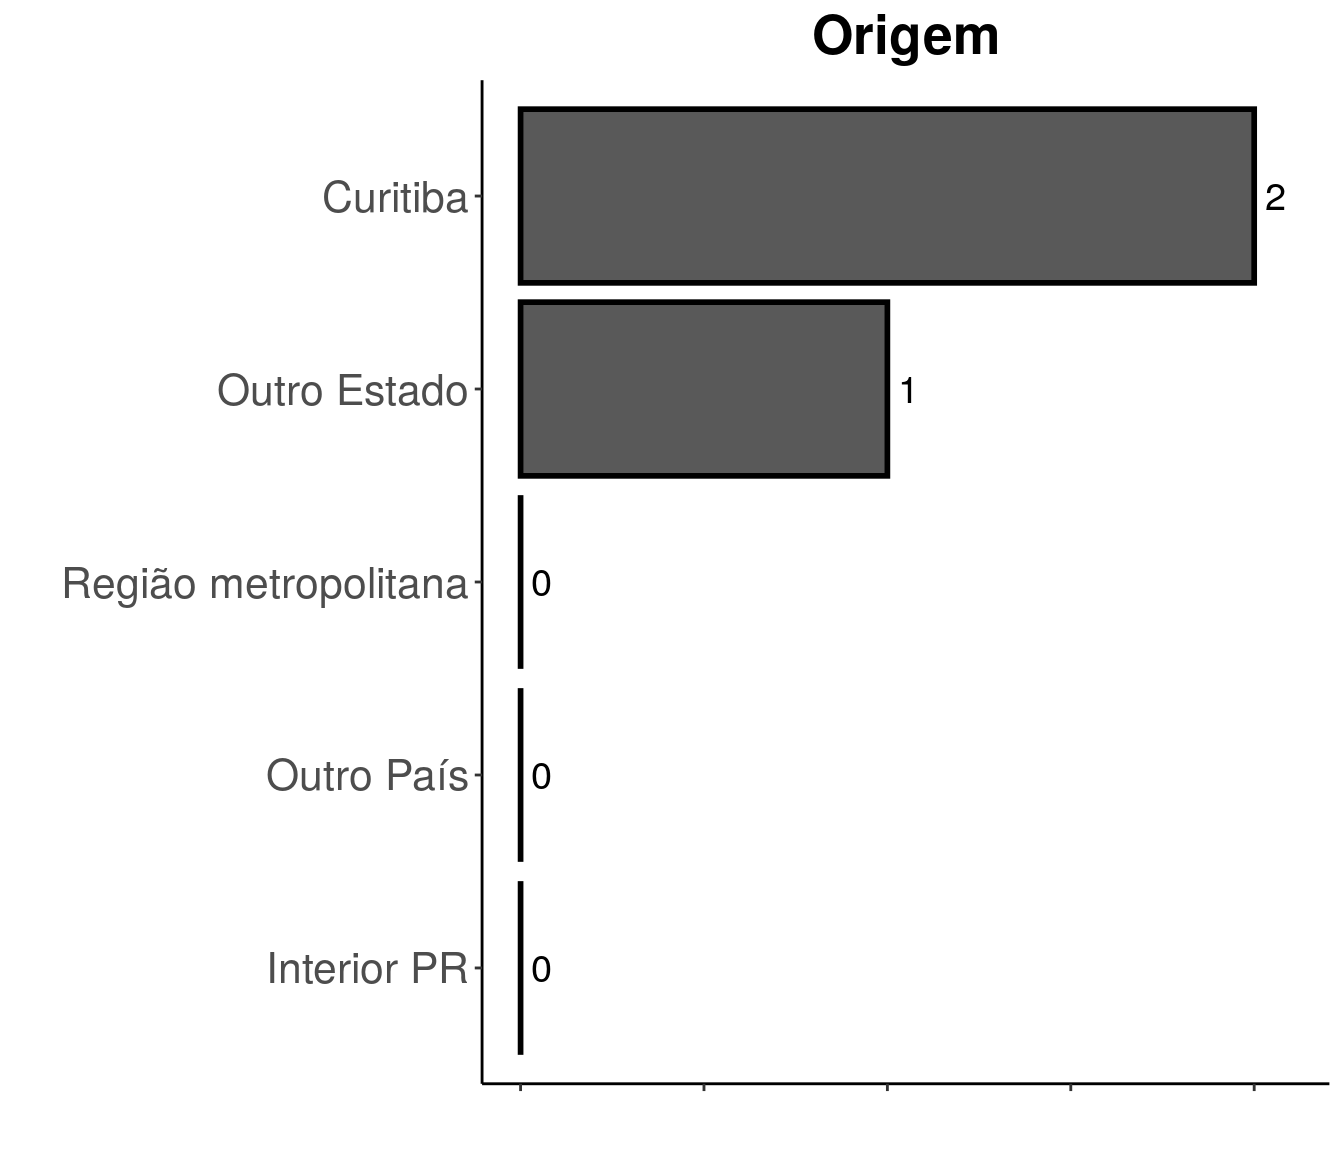 Origem
Curitiba
2
Outro Estado
1
Região metropolitana
0
Outro País
0
Interior PR
0